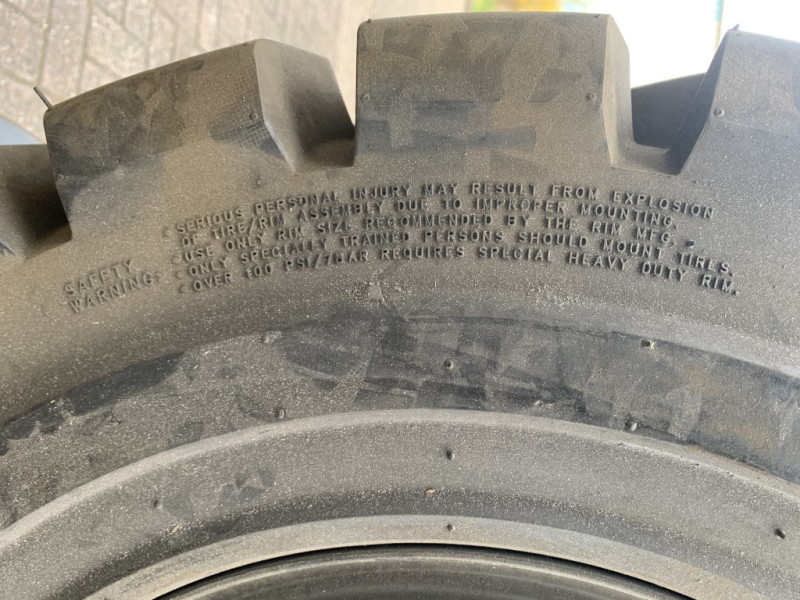 SAFETY
WARNING:
· SERIOUS PERSONAL INJURY MAY RESULT FROM EXPLOSION
OF TIRE/RIM ASSEMBLY DUE TO IMPROPER MOUNTING.
· USE ONLY RIM SIZE RECOMMENDED BY THE RIM MFG.
· ONLY SPECIALLY TRAINED PERSONS SHOULD MOUNT TIRES.
· OVER 100 PSI/7BAR REQUIRES SPECIAL HEAVY DUTY RIM.